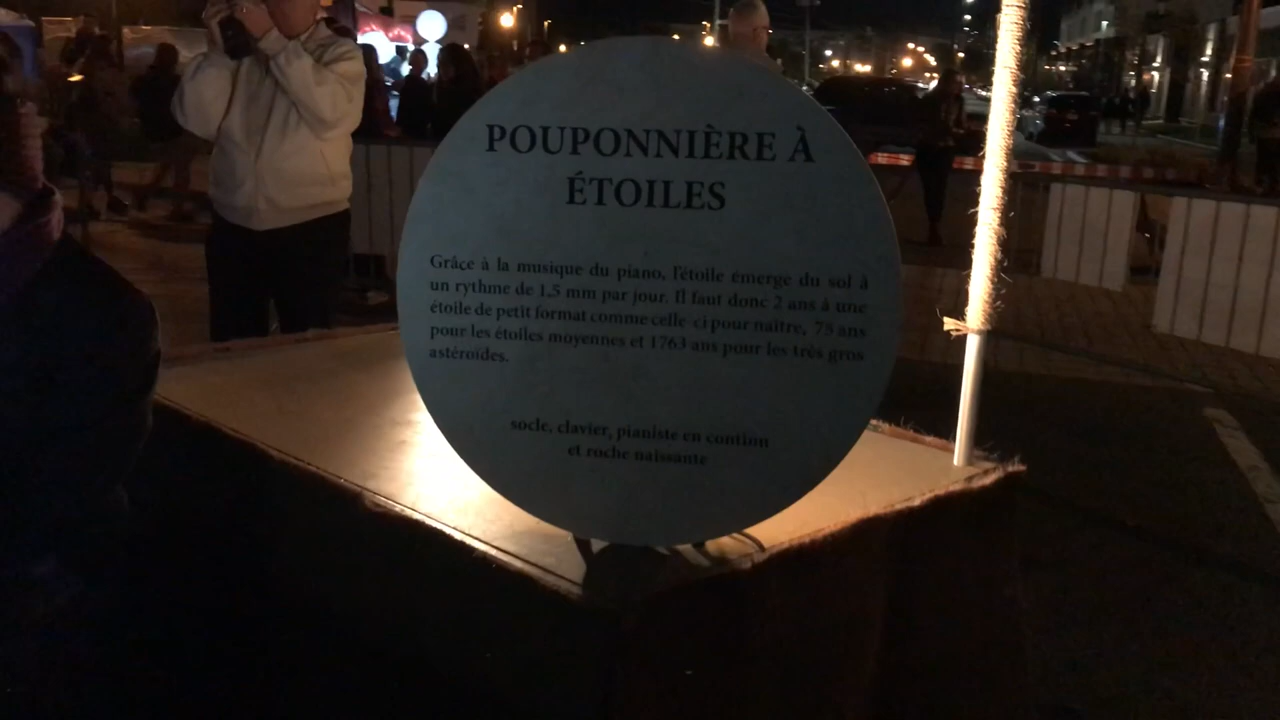 POUPONNIÈRE À
ÉTOILES
Grâce à la musique du piano, l'étoile émerge du sol à
un rythme de 1.5 mm par jour. Il faut donc 2 ans à une
étoile de petit format comme celle-ci pour naître, 75 ans
pour les étoiles moyennes et 1763 ans pour les très gros
astéroïdes.
socle, clavier, pianiste en continu
et roche naissante